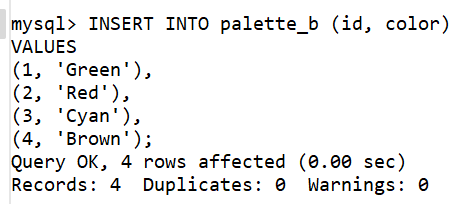 mysql> INSERT INTO palette_b (id, color)
VALUES
(1, 'Green'),
(2, 'Red'),
(3, 'Cyan'),
(4, 'Brown');
Query OK, 4 rows affected (0.00 sec)
Records: 4  Duplicates: 0  Warnings: 0